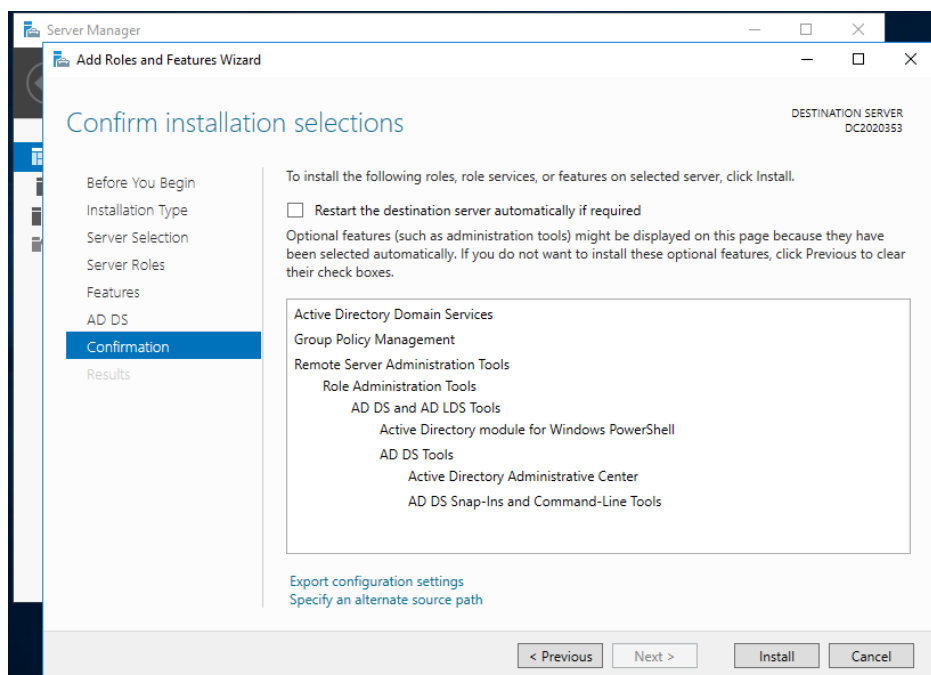 Server Manager
Add Roles and Features Wizard
Confirm installation selections
DESTINATION SERVER
DC2020353
Before You Begin
Installation Type
Server Selection
Server Roles
Features
AD DS
Confirmation
Results
To install the following roles, role services, or features on selected server, click Install.
Restart the destination server automatically if required
Optional features (such as administration tools) might be displayed on this page because they have
been selected automatically. If you do not want to install these optional features, click Previous to clear
their check boxes.
Active Directory Domain Services
Group Policy Management
Remote Server Administration Tools
Role Administration Tools
AD DS and AD LDS Tools
Active Directory module for Windows PowerShell
AD DS Tools
Active Directory Administrative Center
AD DS Snap-Ins and Command-Line Tools
Export configuration settings
Specify an alternate source path
< Previous
Next >
Install
Cancel